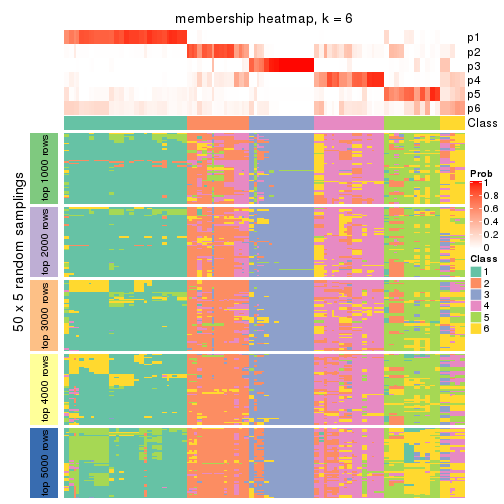 membership heatmap, k = 6
p1
p2
p3
p4
p5
p6
Class
50 x 5 random samplings
top 1000 rows
top 2000 rows
top 3000 rows
top 4000 rows
top 5000 rows
Prob
1
0.8
0.6
0.4
0.2
0
Class
1
2
3
4
5
6